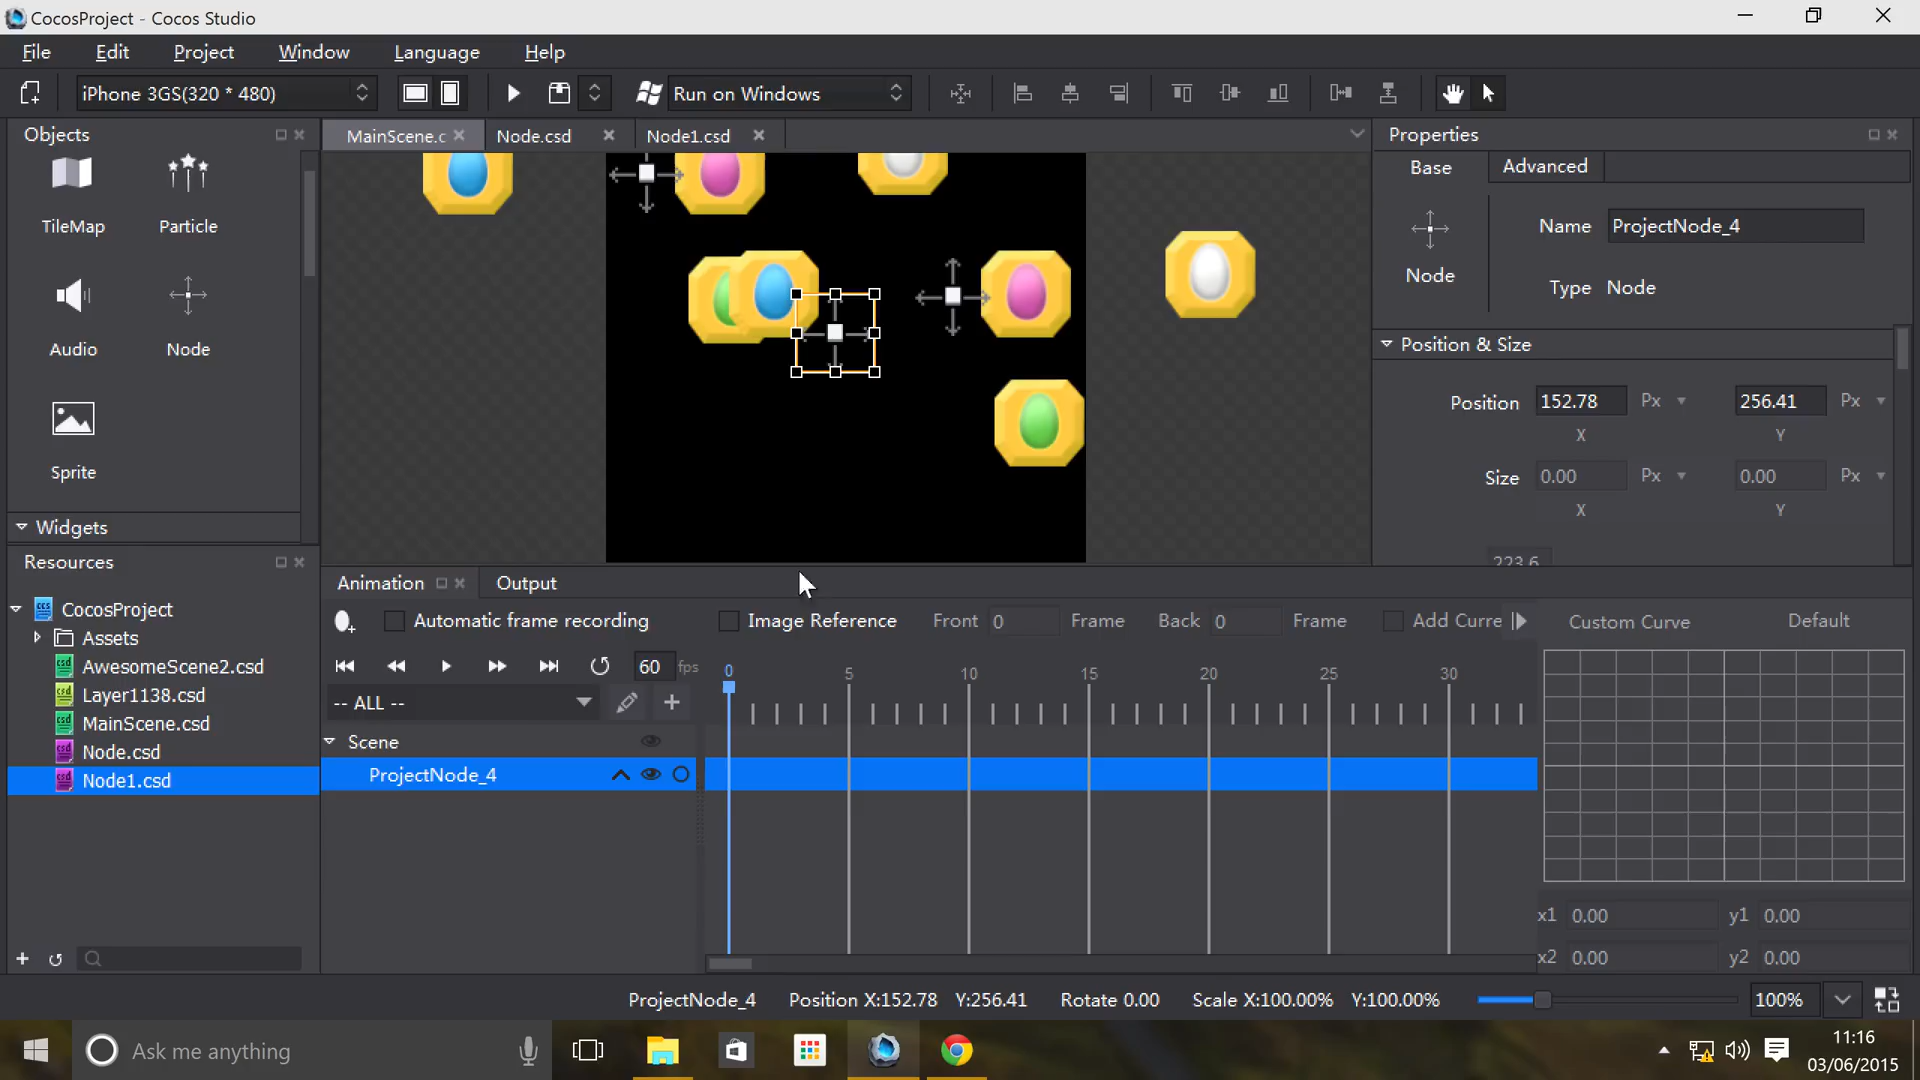 CocosProject - Cocos Studio
File Edit Project Window Language Help
iPhone 3GS(320 * 480) Run on Windows
Objects
TileMap Particle
Audio Node
Sprite
Widgets
MainScene.c Node.csd Node1.csd
Properties
Base Advanced
Node
Name ProjectNode_4
Type Node
Position & Size
Position 152.78 Px 256.41 Px
X Y
Size 0.00 Px 0.00 Px
X Y
223.6
Resources
CocosProject
Assets
AwesomeScene2.csd
Layer1138.csd
MainScene.csd
Node.csd
Node1.csd
Animation Output
Automatic frame recording Image Reference Front 0 Frame Back 0 Frame Add Curre
60 fps
-- ALL --
0 5 10 15 20 25 30
Scene
ProjectNode_4
Custom Curve Default
x1 0.00 y1 0.00
x2 0.00 y2 0.00
ProjectNode_4 Position X:152.78 Y:256.41 Rotate 0.00 Scale X:100.00% Y:100.00% 100%
Ask me anything
11:16
03/06/2015